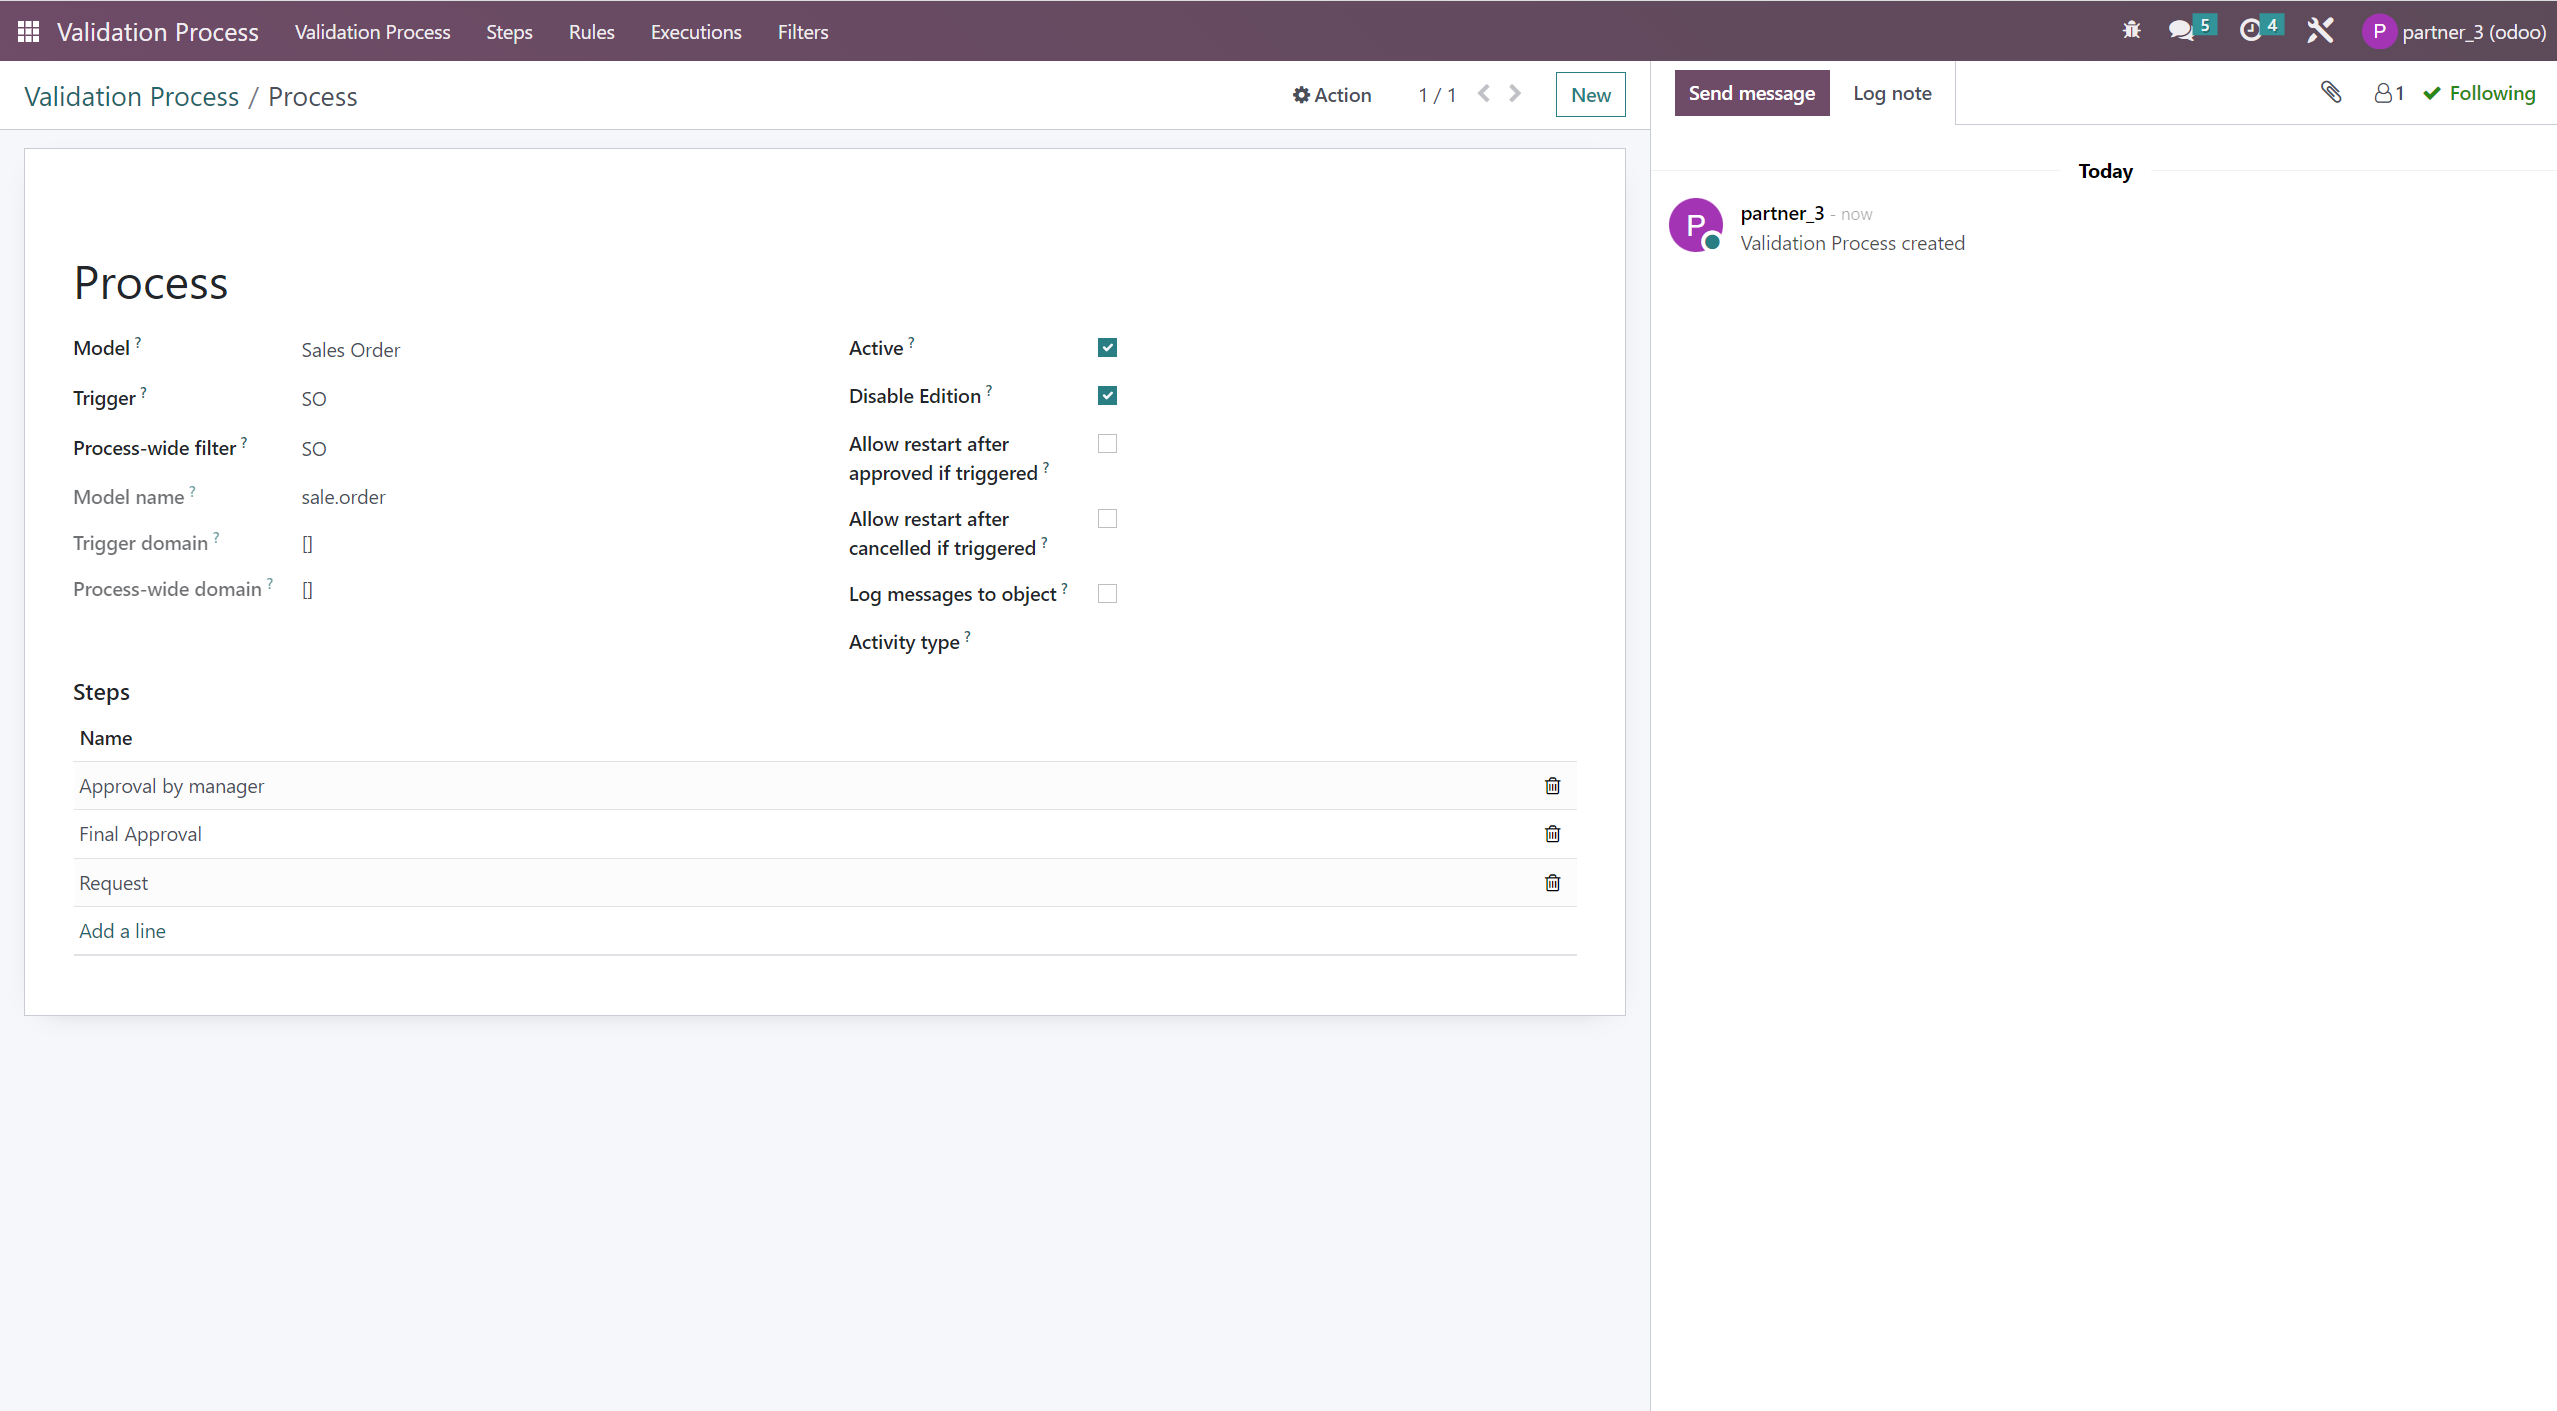 Validation Process Validation Process Steps Rules Executions Filters 5 4 P partner_3 (odoo)
Validation Process / Process Action 1 / 1 New Send message Log note 1 Following
Today
P partner_3 - now
Validation Process created
Process
Model ? Sales Order
Trigger ? SO
Process-wide filter ? SO
Model name ? sale.order
Trigger domain ? []
Process-wide domain ? []
Active ?
Disable Edition ?
Allow restart after
approved if triggered ?
Allow restart after
cancelled if triggered ?
Log messages to object ?
Activity type ?
Steps
Name
Approval by manager
Final Approval
Request
Add a line